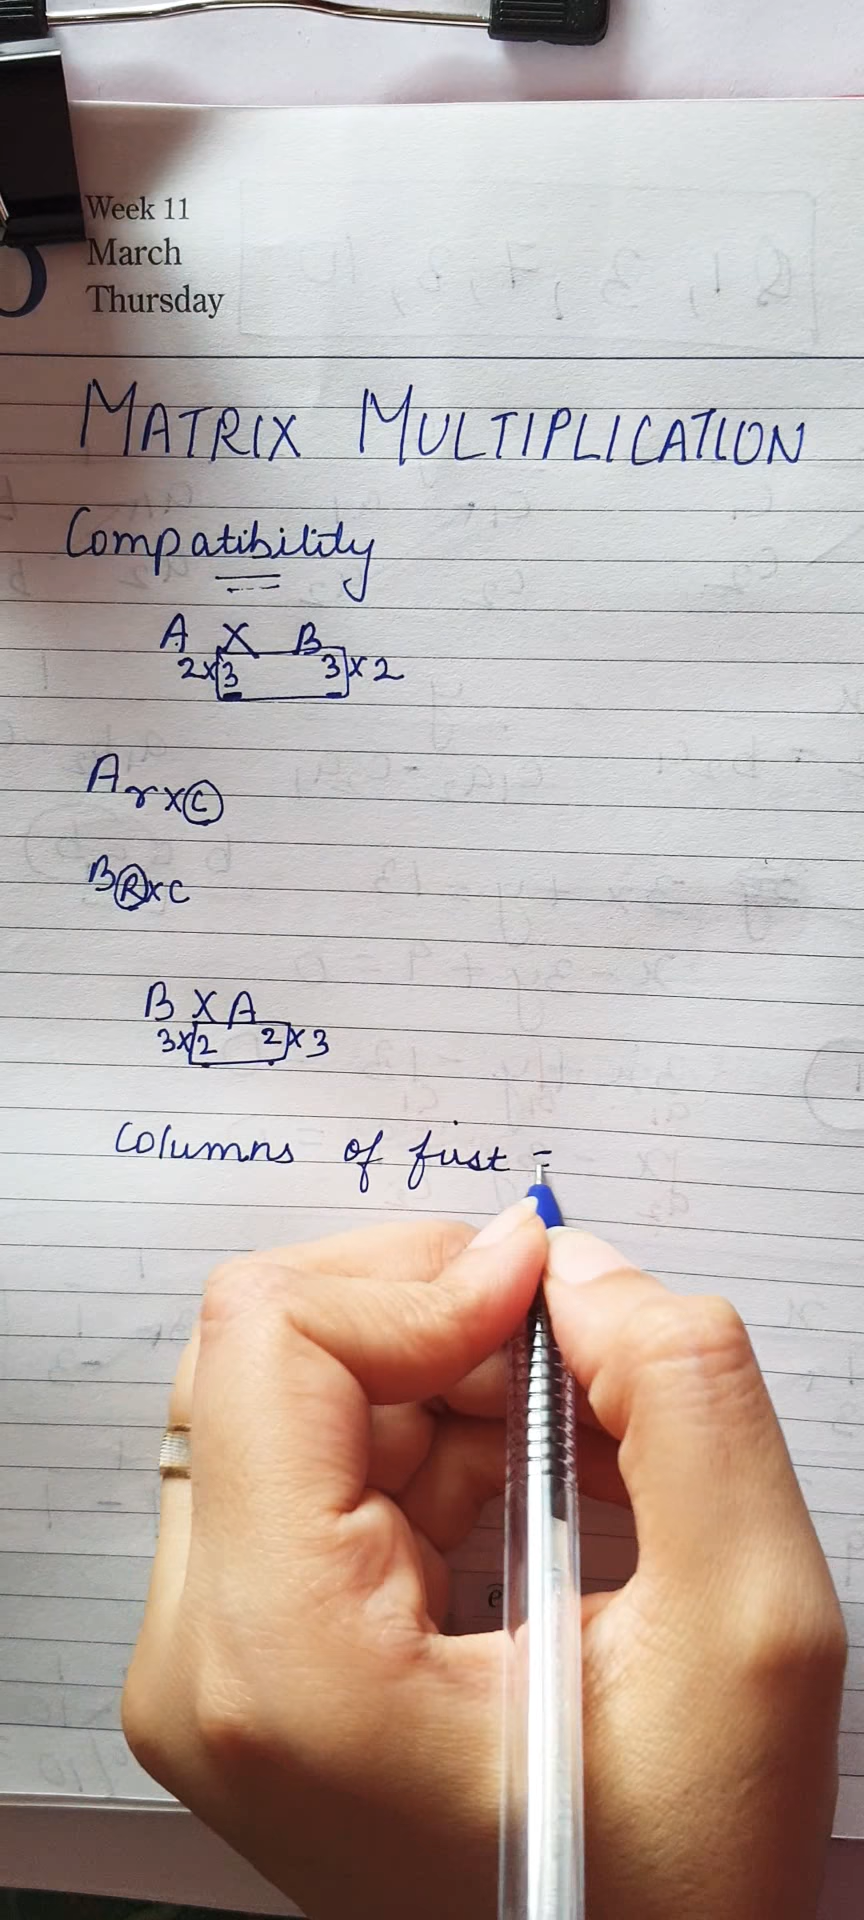 Week 11
March
Thursday
MATRIX MULTIPLICATION
Compatibility
A X B
2x3 3x2
Arxc
BRxC
B X A
3x2 2x3
Columns of first =